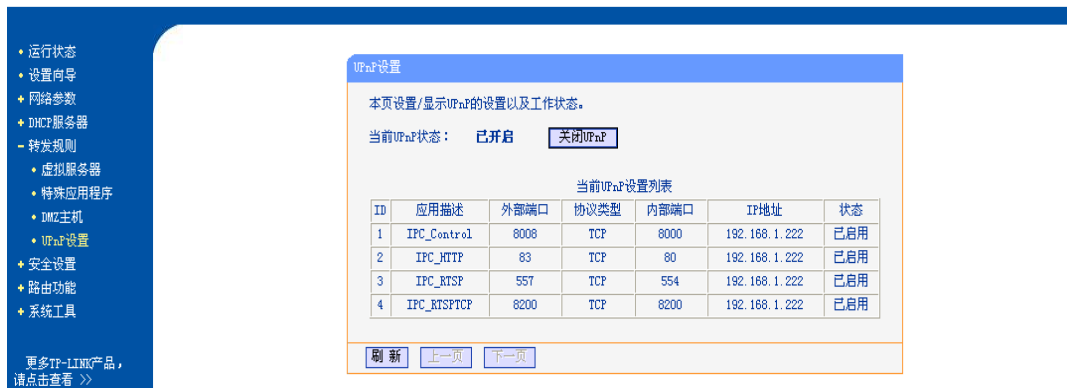 运行状态
设置向导
网络参数
DHCP服务器
转发规则
虚拟服务器
特殊应用程序
DMZ主机
UPnP设置
安全设置
路由功能
系统工具
更多TP-LINK产品，
请点击查看 >>
UPnP设置
本页设置/显示UPnP的设置以及工作状态。
当前UPnP状态： 已开启 关闭UPnP
当前UPnP设置列表
ID 应用描述 外部端口 协议类型 内部端口 IP地址 状态
1 IPC_Control 8008 TCP 8000 192.168.1.222 已启用
2 IPC_HTTP 83 TCP 80 192.168.1.222 已启用
3 IPC_RTSP 557 TCP 554 192.168.1.222 已启用
4 IPC_RTSPTCP 8200 TCP 8200 192.168.1.222 已启用
刷 新 上一页 下一页